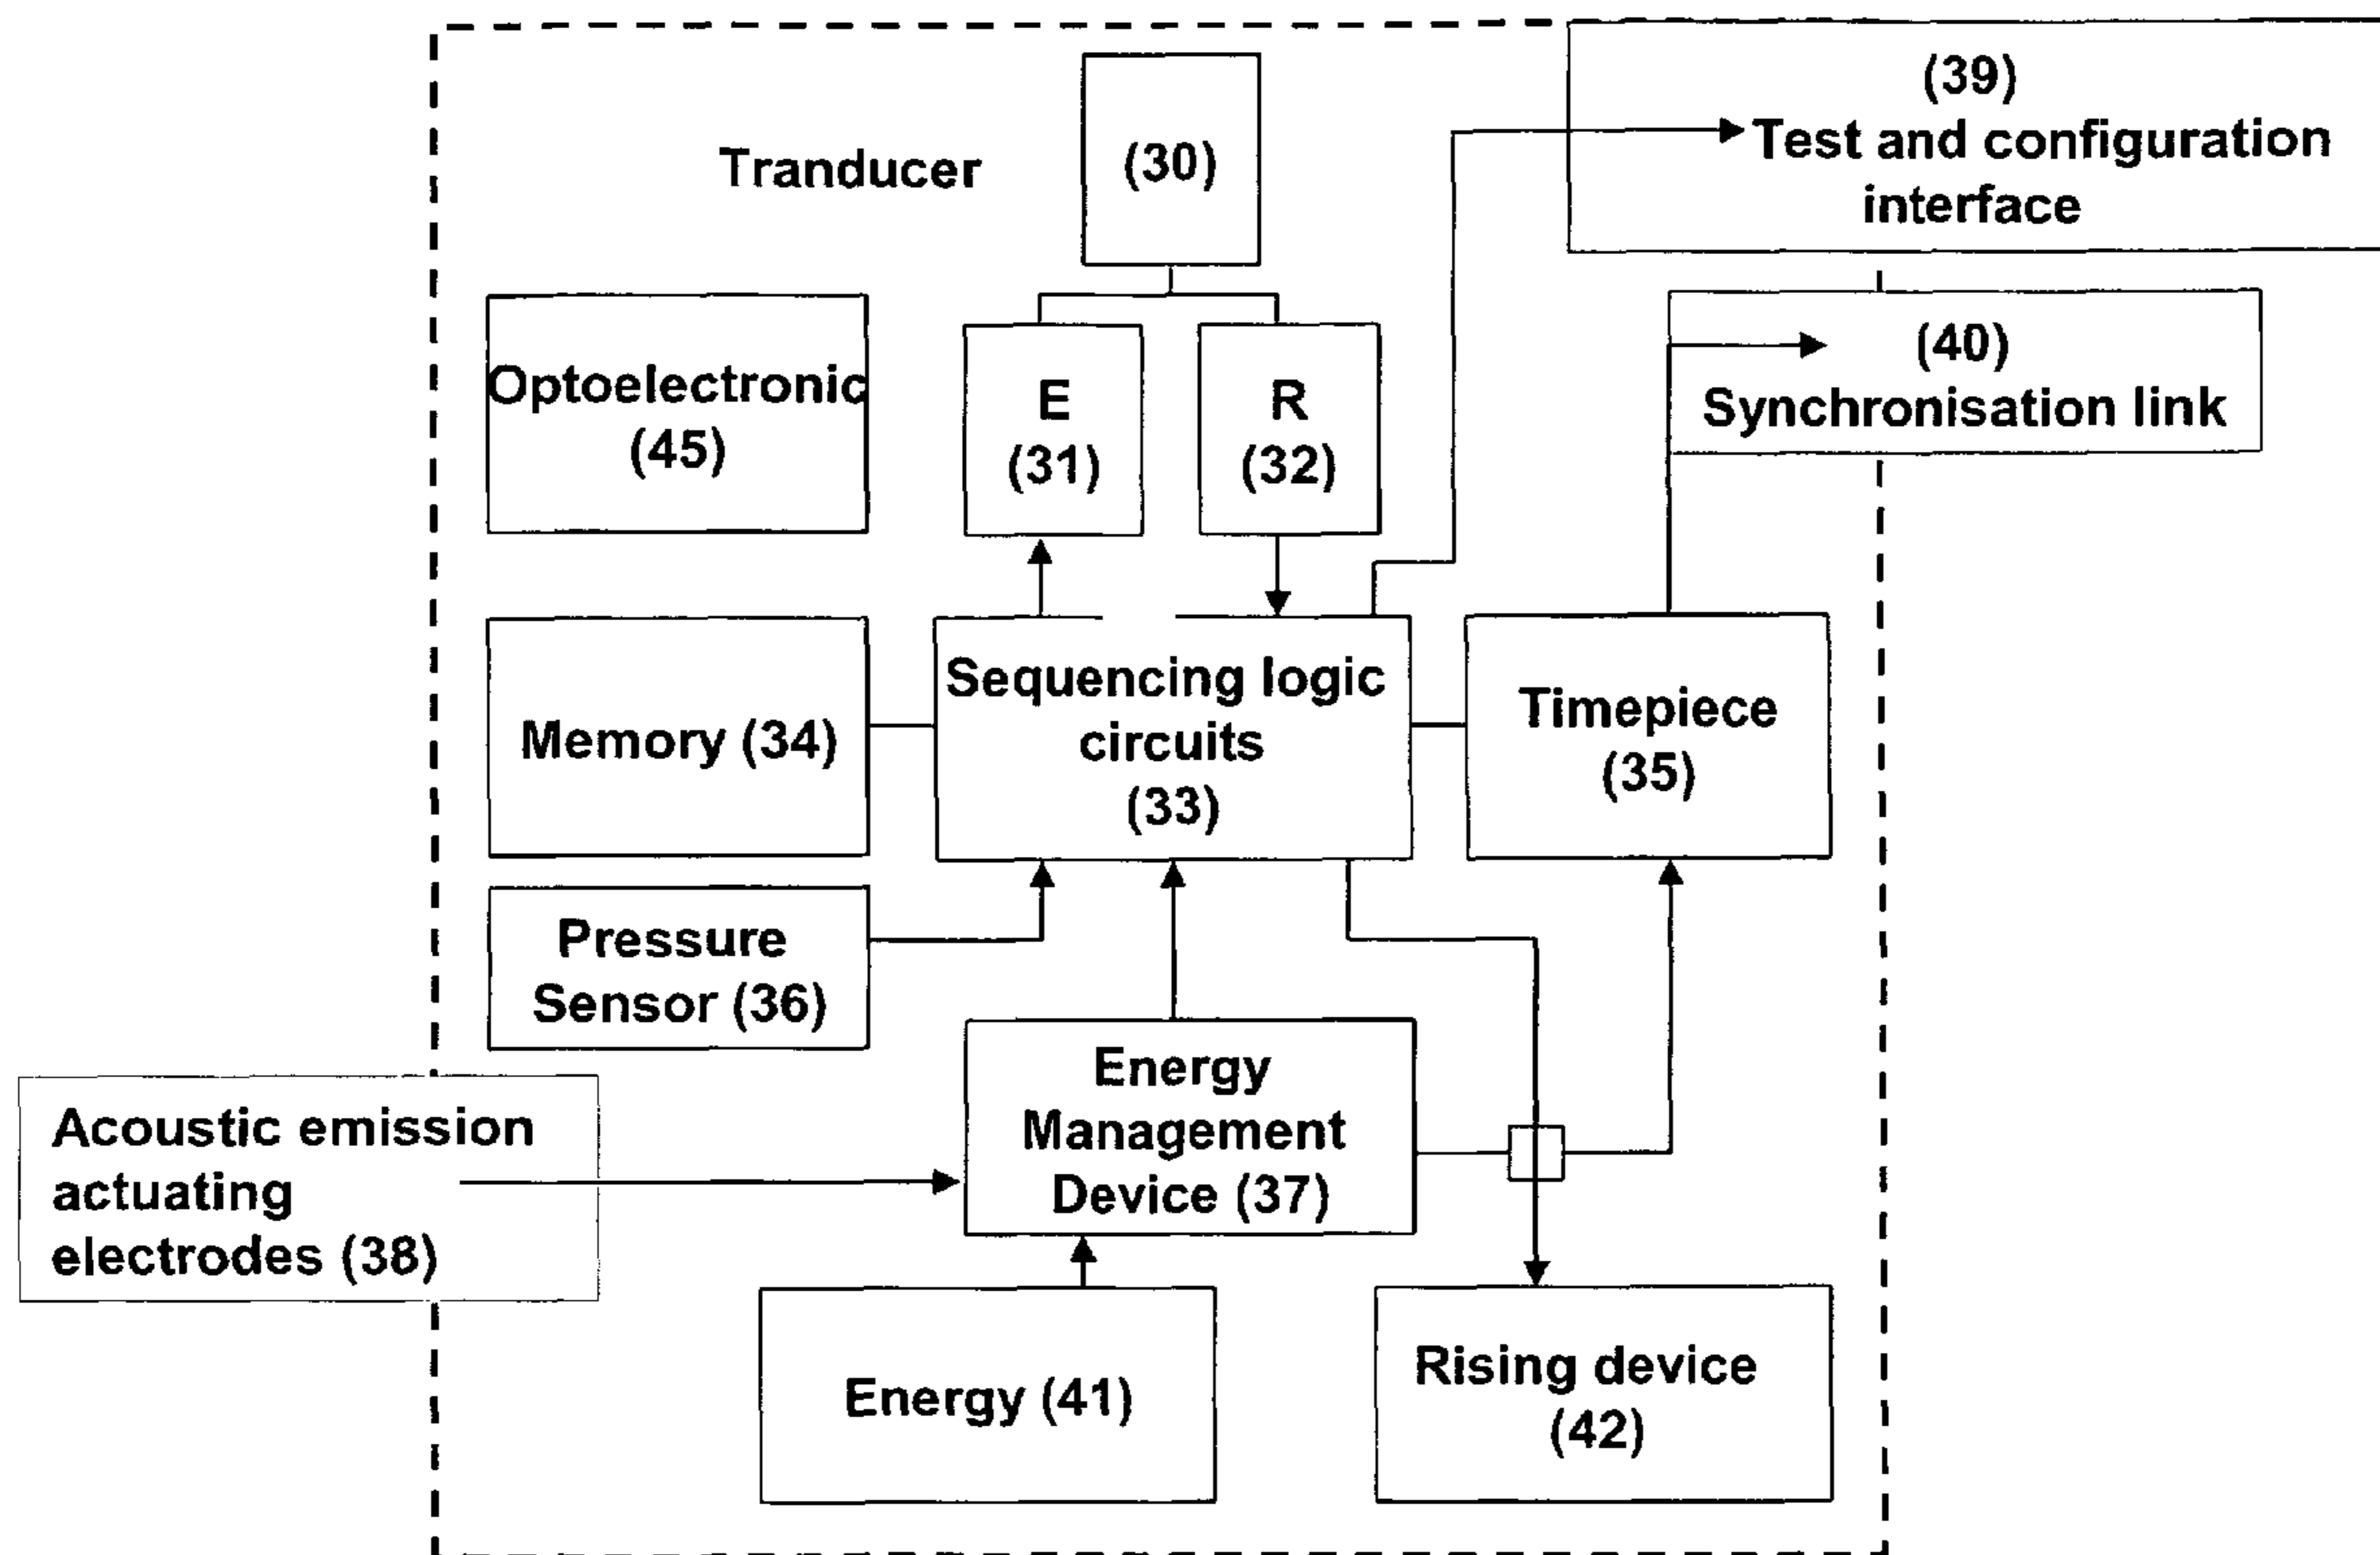 (39)
Test and configuration
interface
Tranducer
(30)
(40)
Synchronisation link
Optoelectronic
(45)
E
(31)
R
(32)
Memory (34)
Sequencing logic
circuits
(33)
Timepiece
(35)
Pressure
Sensor (36)
Acoustic emission
actuating
electrodes (38)
Energy
Management
Device (37)
Energy (41)
Rising device
(42)